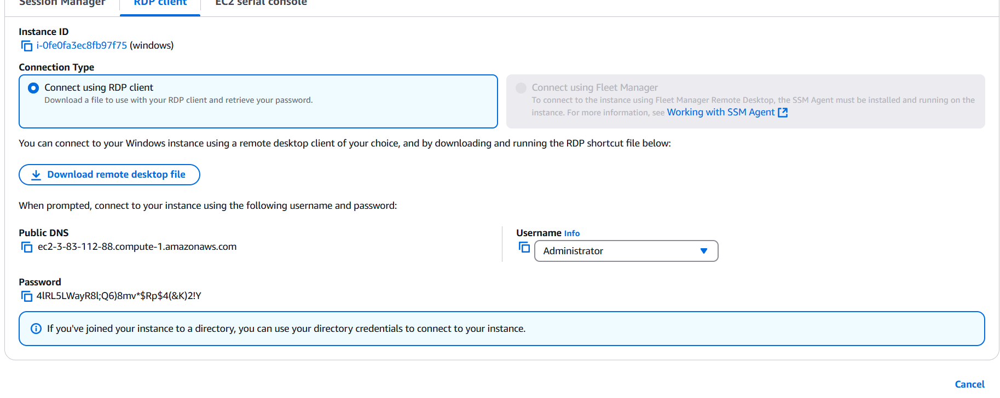 Session Manager
RDP client
EC2 serial console
Instance ID
i-0fe0fa3ec8fb97f75 (windows)
Connection Type
Connect using RDP client
Download a file to use with your RDP client and retrieve your password.
Connect using Fleet Manager
To connect to the instance using Fleet Manager Remote Desktop, the SSM Agent must be installed and running on the
instance. For more information, see Working with SSM Agent
You can connect to your Windows instance using a remote desktop client of your choice, and by downloading and running the RDP shortcut file below:
Download remote desktop file
When prompted, connect to your instance using the following username and password:
Public DNS
ec2-3-83-112-88.compute-1.amazonaws.com
Username Info
Administrator
Password
4lRL5LWayR8l;Q6)8mv*$Rp$4(&K)2!Y
If you've joined your instance to a directory, you can use your directory credentials to connect to your instance.
Cancel